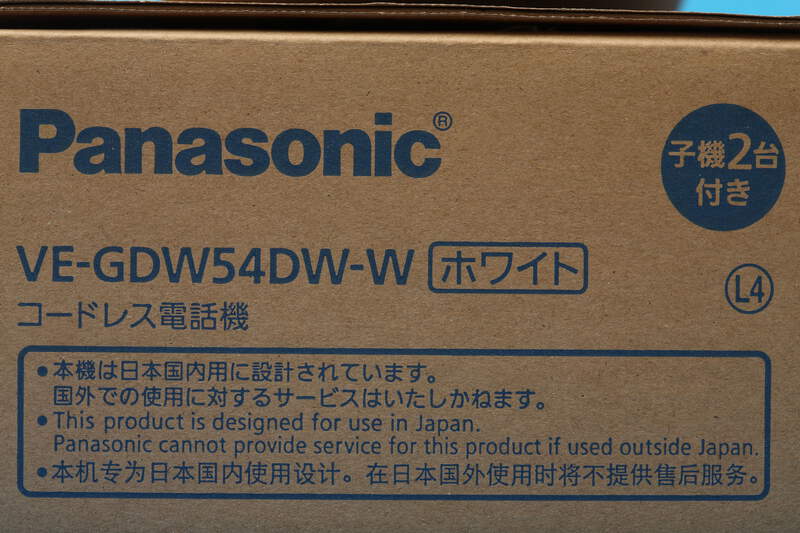 Panasonic®
子機2台
付き
VE-GDW54DW-W ホワイト
L4
コードレス電話機
•本機は日本国内用に設計されています。
国外での使用に対するサービスはいたしかねます。
•This product is designed for use in Japan.
Panasonic cannot provide service for this product if used outside Japan.
•本机专为日本国内使用设计。在日本国外使用时将不提供售后服务。